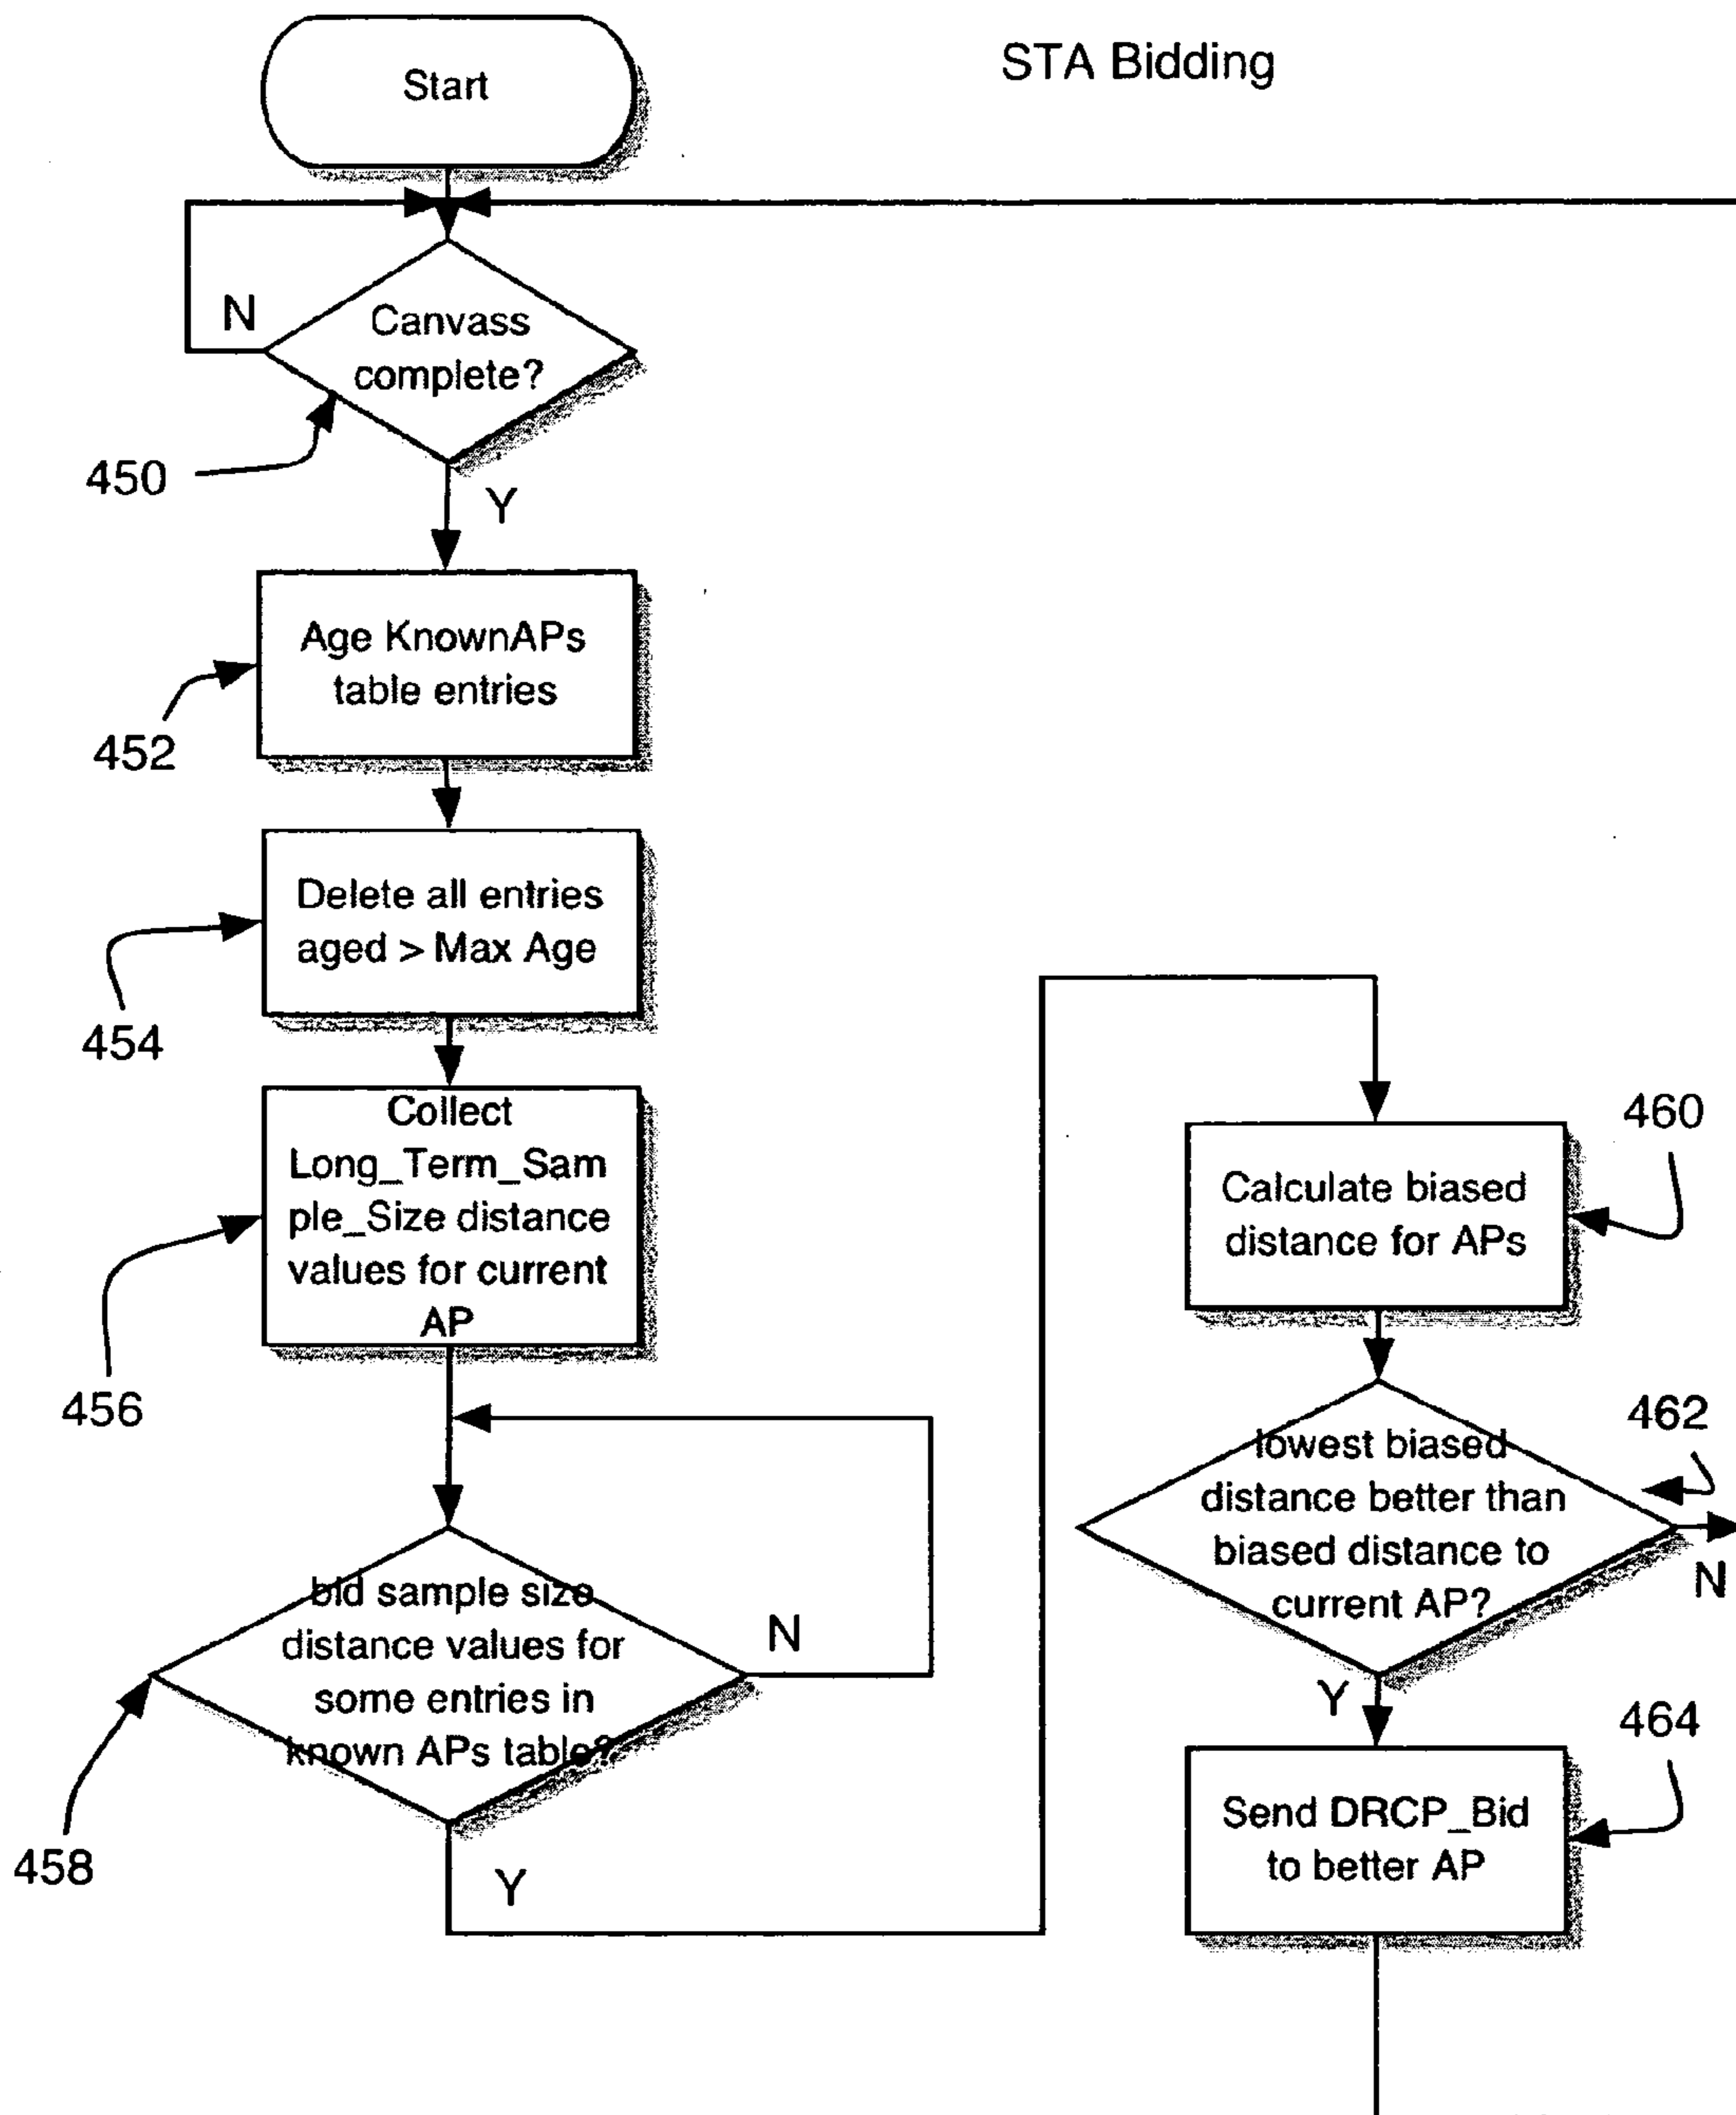 STA Bidding
Start
N
Canvass
complete?
450
Y
Age KnownAPs
table entries
452
Delete all entries
aged > Max Age
454
Collect
Long_Term_Sam
ple_Size distance
values for current
AP
456
bid sample size
distance values for
some entries in
known APs table?
N
458
Y
460
Calculate biased
distance for APs
462
lowest biased
distance better than
biased distance to
current AP?
N
Y
464
Send DRCP_Bid
to better AP